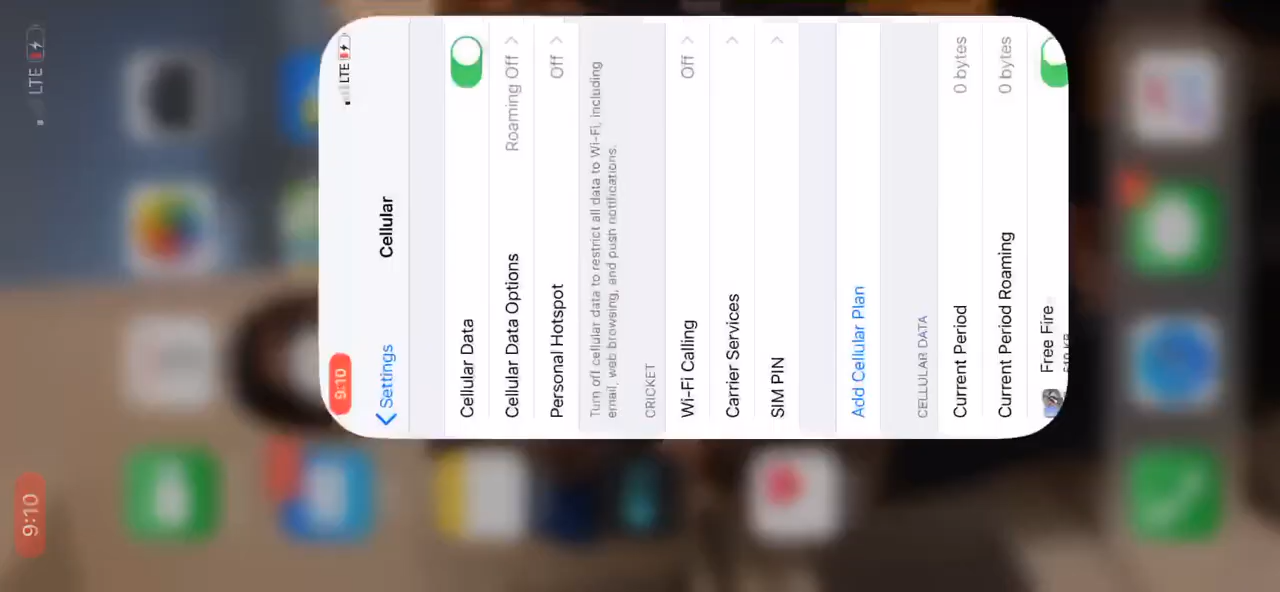 9:10
LTE
9:10
LTE
Settings
Cellular
Cellular Data
Cellular Data Options
Roaming Off
Personal Hotspot
Off
Turn off cellular data to restrict all data to Wi-Fi, including
email, web browsing, and push notifications.
CRICKET
Wi-Fi Calling
Off
Carrier Services
SIM PIN
Add Cellular Plan
CELLULAR DATA
Current Period
0 bytes
Current Period Roaming
0 bytes
Free Fire